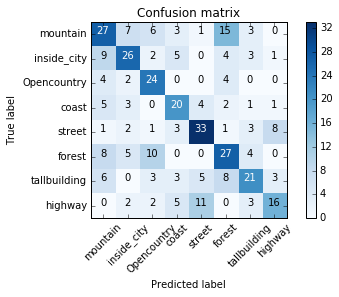 Confusion matrix
True label
mountain 27 7 6 3 1 15 3 0
inside_city 9 26 2 5 0 4 3 1
Opencountry 4 2 24 0 0 4 0 0
coast 5 3 0 20 4 2 1 1
street 1 2 1 3 33 1 3 8
forest 8 5 10 0 0 27 4 0
tallbuilding 6 0 3 3 5 8 21 3
highway 0 2 2 5 11 0 3 16
mountain inside_city Opencountry coast street forest tallbuilding highway
Predicted label
32
28
24
20
16
12
8
4
0